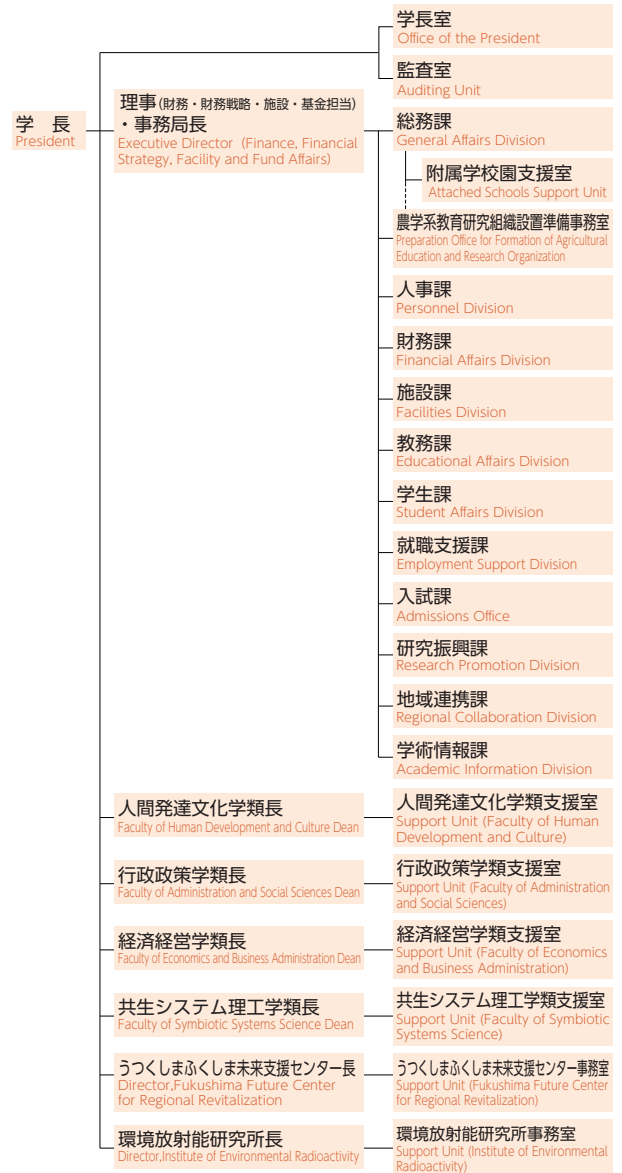 学長室
Office of the President
監査室
Auditing Unit
学　長
President
理事(財務・財務戦略・施設・基金担当)
・事務局長
Executive Director (Finance, Financial
Strategy, Facility and Fund Affairs)
総務課
General Affairs Division
附属学校園支援室
Attached Schools Support Unit
農学系教育研究組織設置準備事務室
Preparation Office for Formation of Agricultural
Education and Research Organization
人事課
Personnel Division
財務課
Financial Affairs Division
施設課
Facilities Division
教務課
Educational Affairs Division
学生課
Student Affairs Division
就職支援課
Employment Support Division
入試課
Admissions Office
研究振興課
Research Promotion Division
地域連携課
Regional Collaboration Division
学術情報課
Academic Information Division
人間発達文化学類長
Faculty of Human Development and Culture Dean
人間発達文化学類支援室
Support Unit (Faculty of Human
Development and Culture)
行政政策学類長
Faculty of Administration and Social Sciences Dean
行政政策学類支援室
Support Unit (Faculty of Administration
and Social Sciences)
経済経営学類長
Faculty of Economics and Business Administration Dean
経済経営学類支援室
Support Unit (Faculty of Economics
and Business Administration)
共生システム理工学類長
Faculty of Symbiotic Systems Science Dean
共生システム理工学類支援室
Support Unit (Faculty of Symbiotic
Systems Science)
うつくしまふくしま未来支援センター長
Director,Fukushima Future Center
for Regional Revitalization
うつくしまふくしま未来支援センター事務室
Support Unit (Fukushima Future Center
for Regional Revitalization)
環境放射能研究所長
Director,Institute of Environmental Radioactivity
環境放射能研究所事務室
Support Unit (Institute of Environmental
Radioactivity)